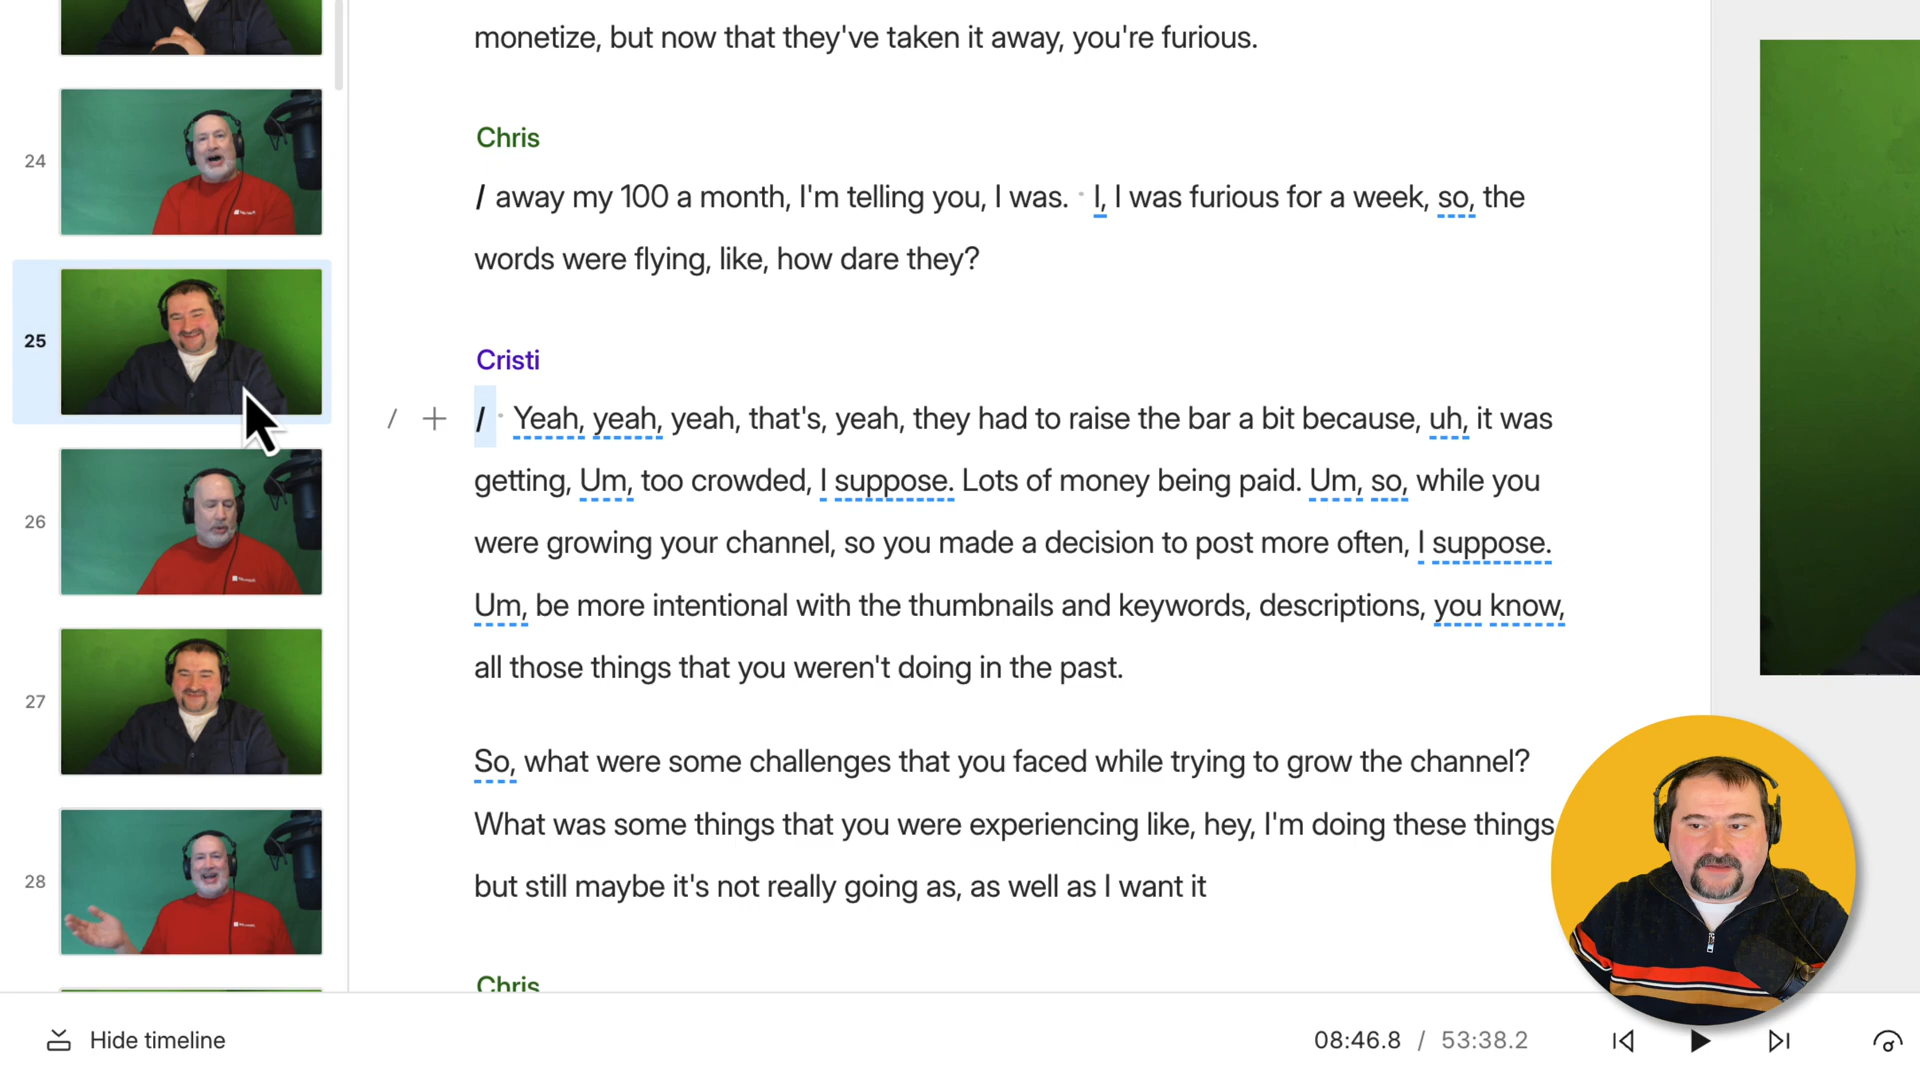 monetize, but now that they've taken it away, you're furious.
Chris
24
/ away my 100 a month, I'm telling you, I was. I, I was furious for a week, so, the
words were flying, like, how dare they?
25
Cristi
/ + / Yeah, yeah, yeah, that's, yeah, they had to raise the bar a bit because, uh, it was
getting, Um, too crowded, I suppose. Lots of money being paid. Um, so, while you
26
were growing your channel, so you made a decision to post more often, I suppose.
Um, be more intentional with the thumbnails and keywords, descriptions, you know,
all those things that you weren't doing in the past.
27
So, what were some challenges that you faced while trying to grow the channel?
What was some things that you were experiencing like, hey, I'm doing these things
but still maybe it's not really going as, as well as I want it
28
Chris
Hide timeline
08:46.8 / 53:38.2